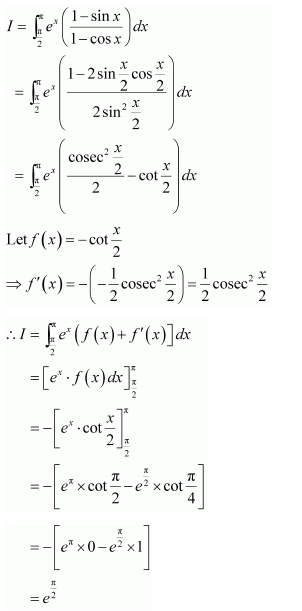 I = ∫_{π/2}^{π} e^x ((1 − sin x)/(1 − cos x)) dx
= ∫_{π/2}^{π} e^x ((1 − 2 sin x/2 cos x/2)/(2 sin² x/2)) dx
= ∫_{π/2}^{π} e^x ((cosec² x/2)/2 − cot x/2) dx
Let f(x) = −cot x/2
⇒ f′(x) = −(−1/2 cosec² x/2) = 1/2 cosec² x/2
∴ I = ∫_{π/2}^{π} e^x (f(x) + f′(x)] dx
= [e^x · f(x) dx]_{π/2}^{π}
= −[e^x · cot x/2]_{π/2}^{π}
= −[e^π × cot π/2 − e^{π/2} × cot π/4]
= −[e^π × 0 − e^{π/2} × 1]
= e^{π/2}